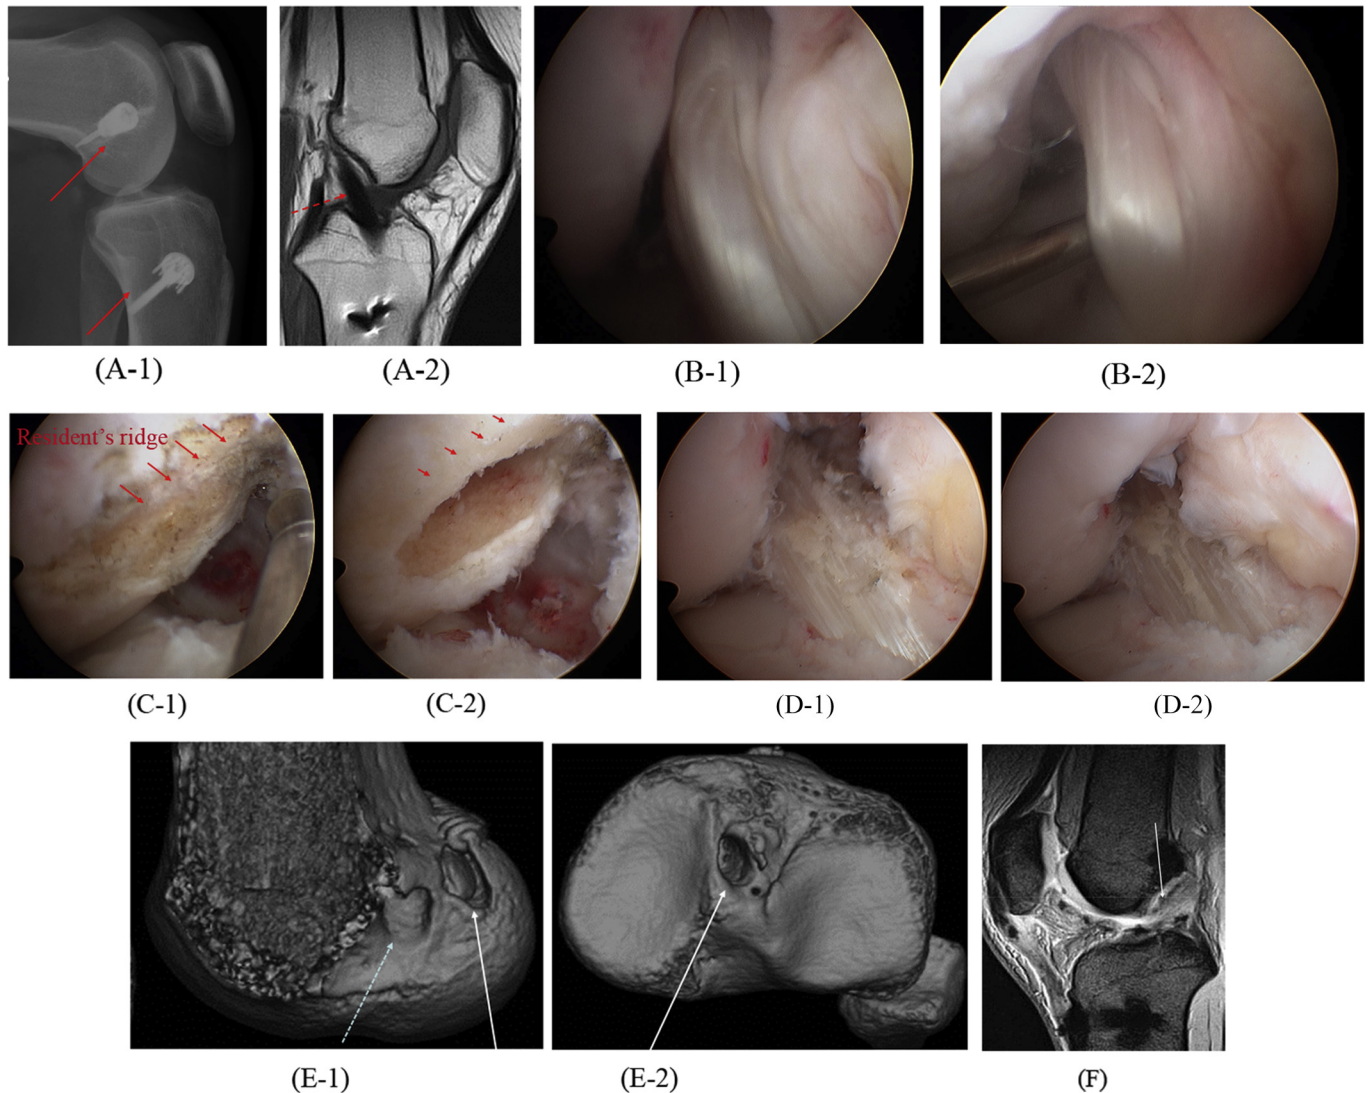 (A-1)
(A-2)
(B-1)
(B-2)
Resident's ridge
(C-1)
(C-2)
(D-1)
(D-2)
(E-1)
(E-2)
(F)